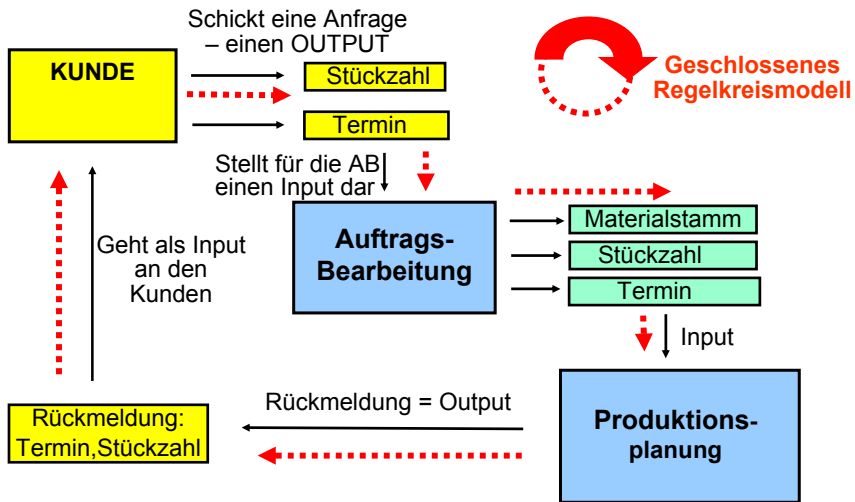 Schickt eine Anfrage
– einen OUTPUT
KUNDE
Stückzahl
Termin
Geschlossenes
Regelkreismodell
Stellt für die AB
einen Input dar
Auftrags-
Bearbeitung
Materialstamm
Stückzahl
Termin
Geht als Input
an den
Kunden
Input
Produktions-
planung
Rückmeldung = Output
Rückmeldung:
Termin,Stückzahl